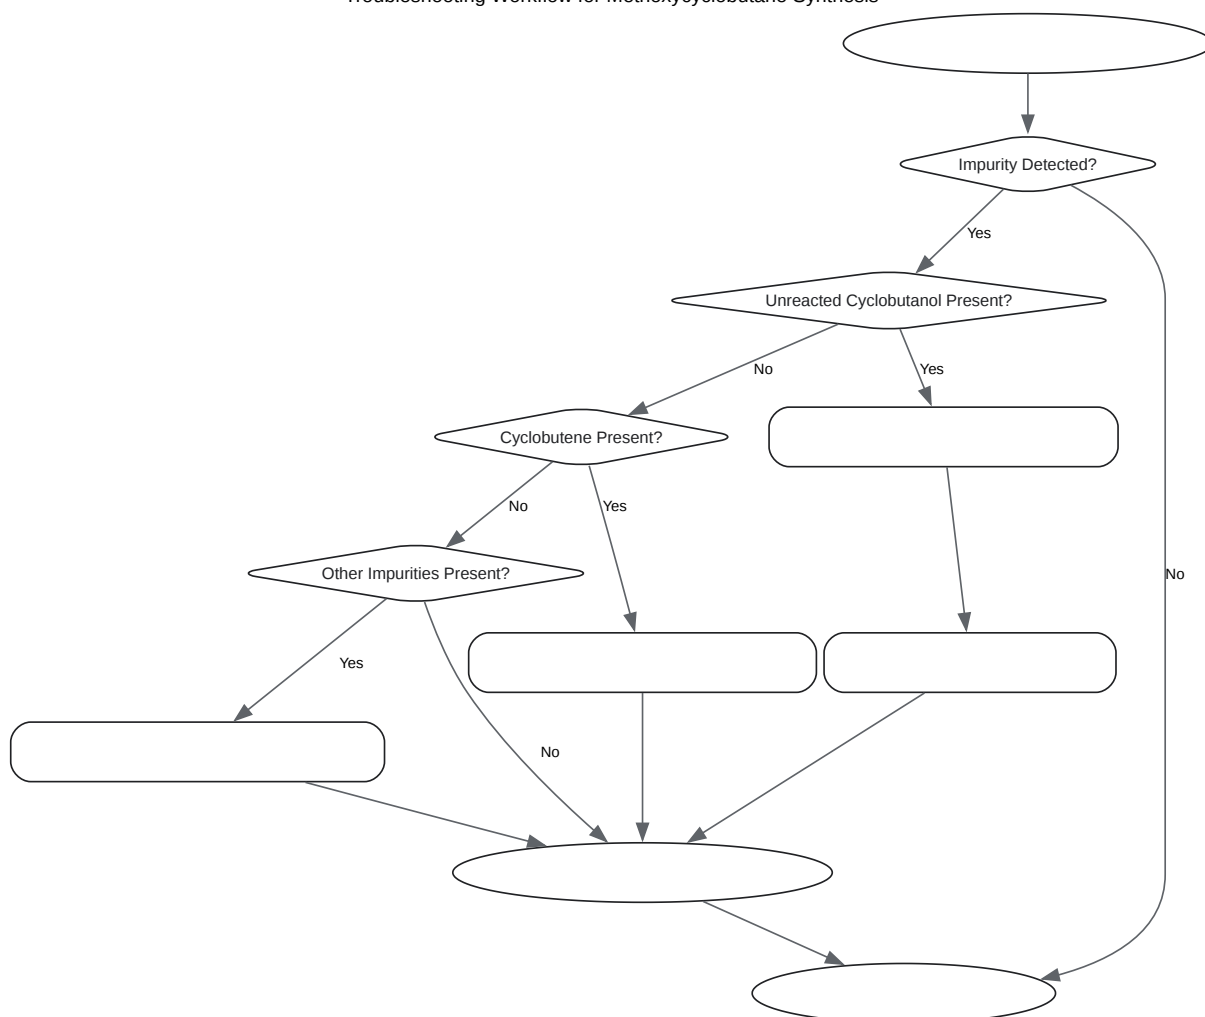 Troubleshooting Workflow for Methoxycyclobutane Synthesis
Impurity Detected?
Yes
Unreacted Cyclobutanol Present?
No
Yes
Cyclobutene Present?
No
Yes
Other Impurities Present?
No
Yes
No